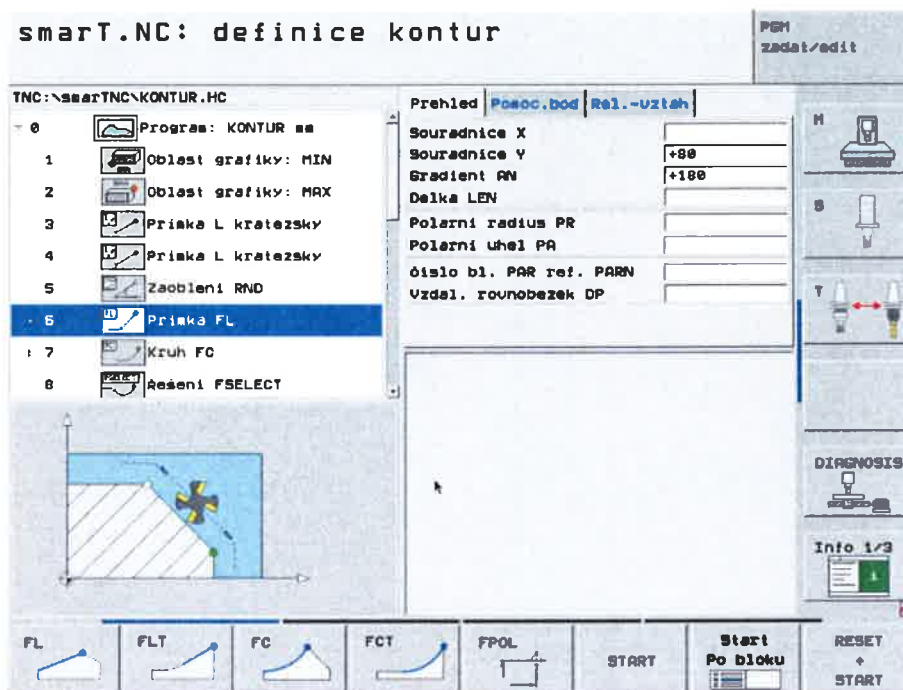 smarT.NC: definice kontur
PGM
zadat/edit
TNC:\smarTNC\KONTUR.HC
0 Program: KONTUR mm
1 Oblast grafiky: MIN
2 Oblast grafiky: MAX
3 Primka L kratezsky
4 Primka L kratezsky
5 Zaobleni RND
6 Primka FL
7 Kruh FC
8 Řešeni FSELECT
Prehled Pomoc.bod Rel.-vztah
Souradnice X
Souradnice Y +80
Gradient AN +180
Delka LEN
Polarni radius PR
Polarni uhel PA
čislo bl. PAR ref. PARN
Vzdal. rovnobezek DP
M
S
T
DIAGNOSIS
Info 1/3
FL
FLT
FC
FCT
FPOL
START
Start
Po bloku
RESET
+
START